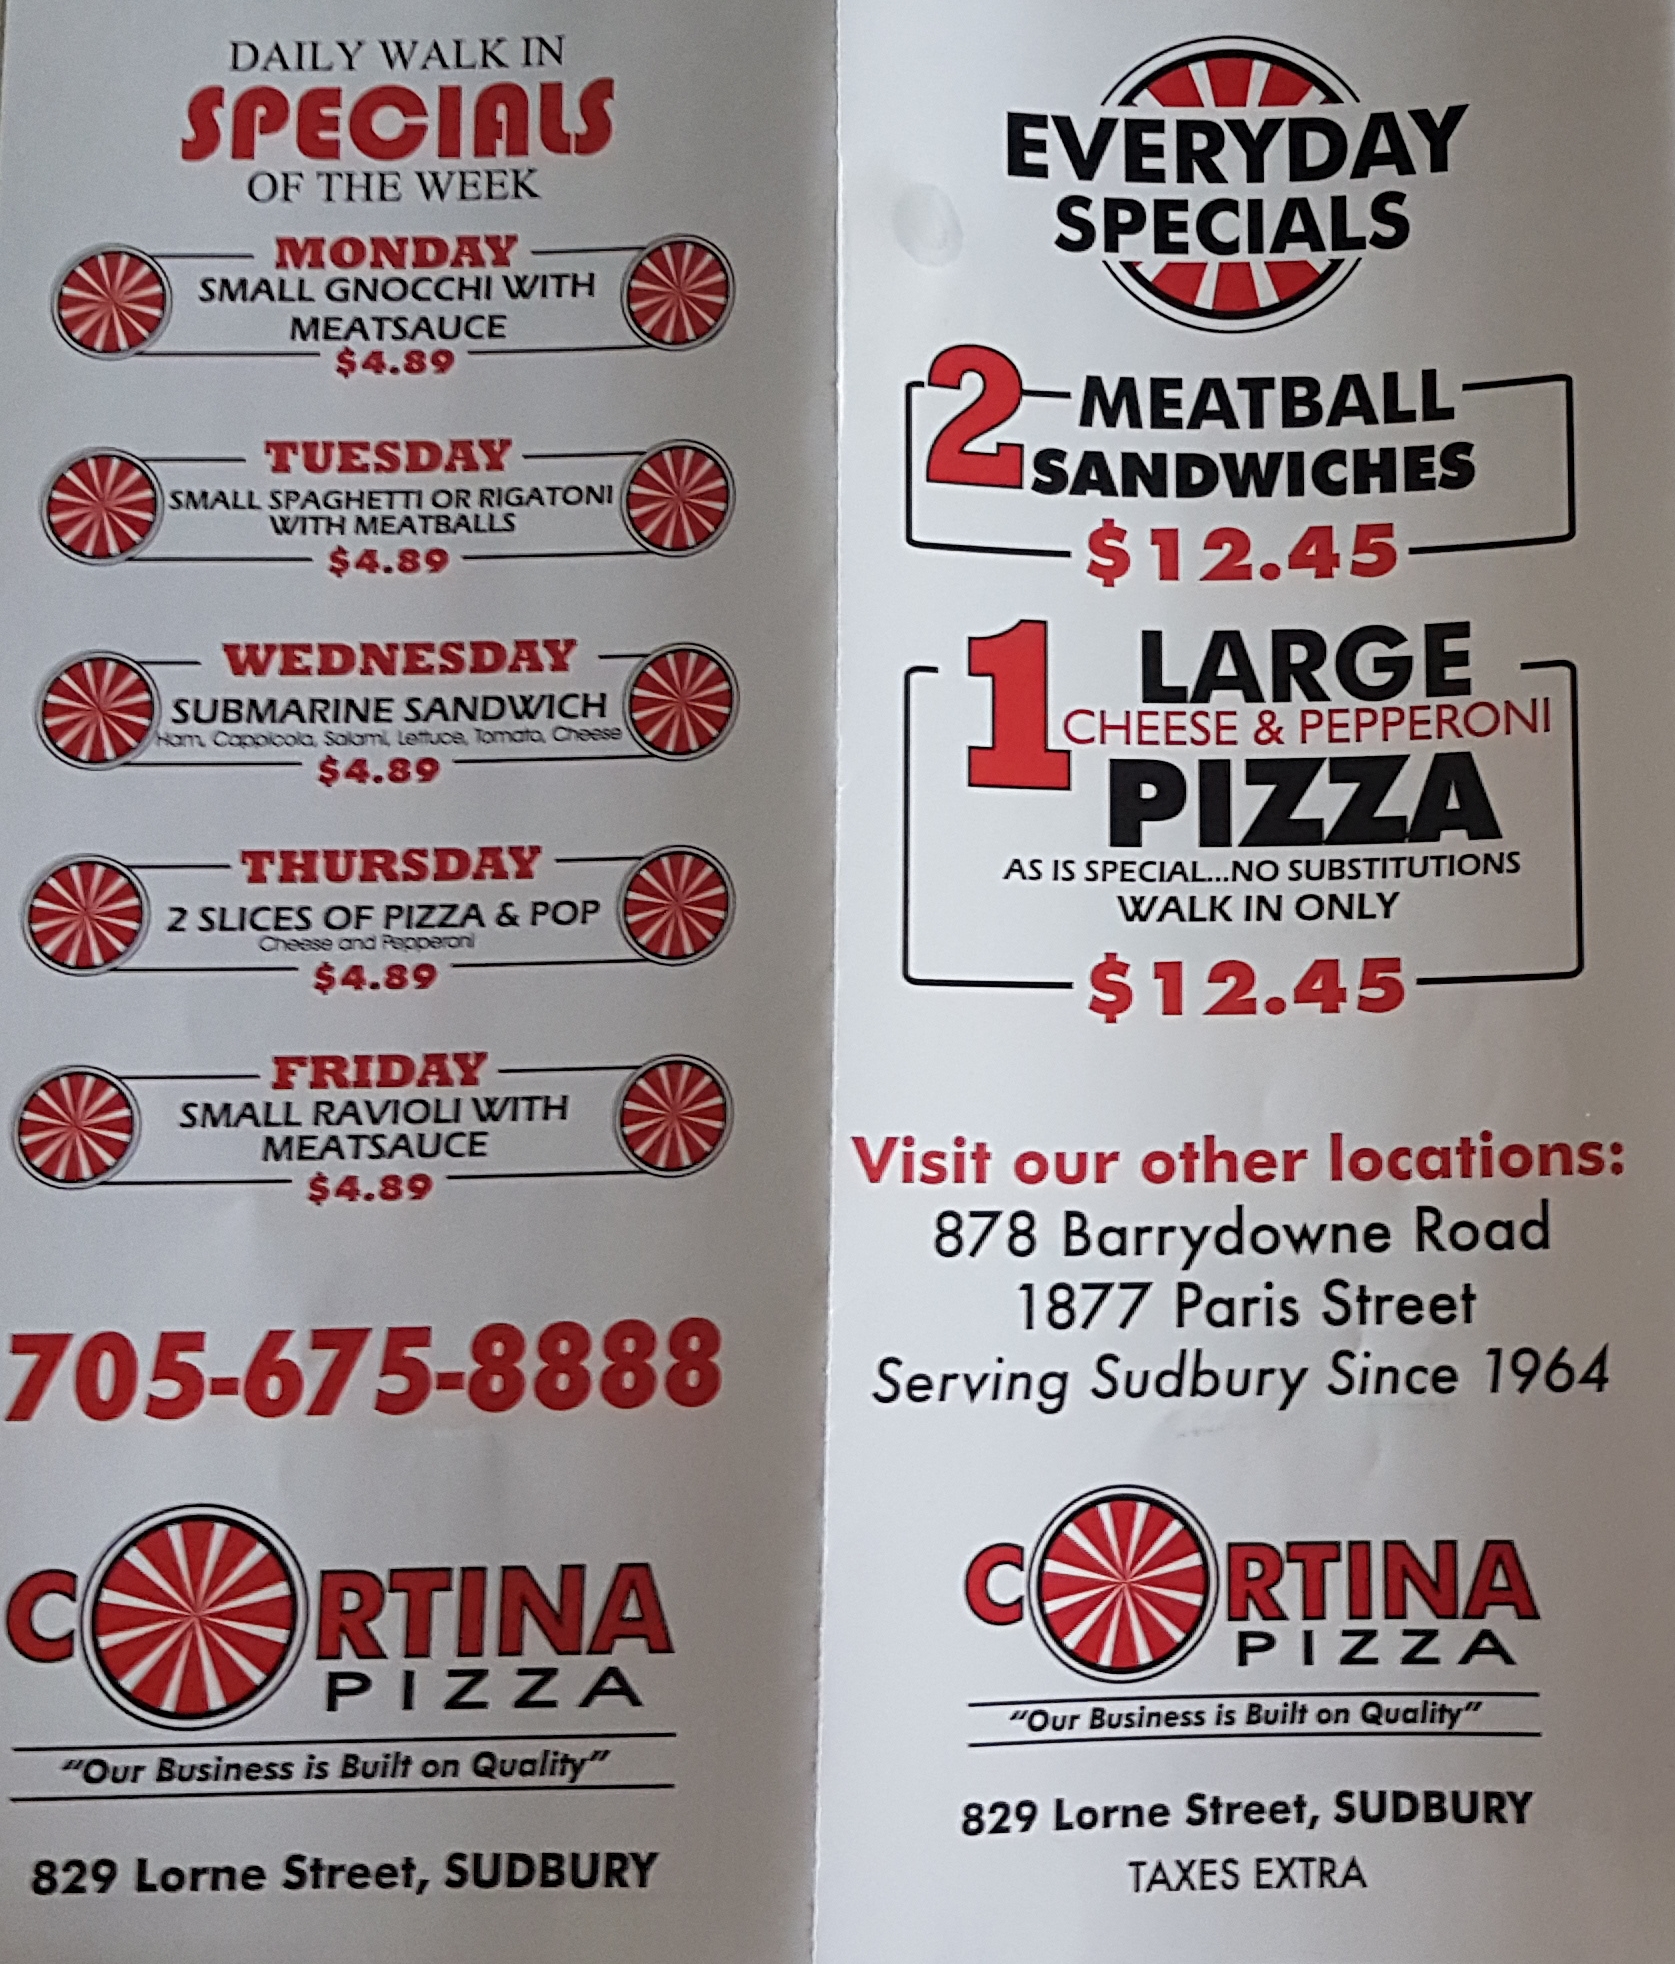 DAILY WALK IN
SPECIALS
OF THE WEEK
MONDAY
SMALL GNOCCHI WITH
MEATSAUCE
$4.89
TUESDAY
SMALL SPAGHETTI OR RIGATONI
WITH MEATBALLS
$4.89
WEDNESDAY
SUBMARINE SANDWICH
Ham, Cappicola, Salami, Lettuce, Tomato, Cheese
$4.89
THURSDAY
2 SLICES OF PIZZA & POP
Cheese and Pepperoni
$4.89
FRIDAY
SMALL RAVIOLI WITH
MEATSAUCE
$4.89
705-675-8888
CORTINA
PIZZA
"Our Business is Built on Quality"
829 Lorne Street, SUDBURY
EVERYDAY
SPECIALS
2 MEATBALL
SANDWICHES
$12.45
1 LARGE
CHEESE & PEPPERONI
PIZZA
AS IS SPECIAL...NO SUBSTITUTIONS
WALK IN ONLY
$12.45
Visit our other locations:
878 Barrydowne Road
1877 Paris Street
Serving Sudbury Since 1964
CORTINA
PIZZA
"Our Business is Built on Quality"
829 Lorne Street, SUDBURY
TAXES EXTRA